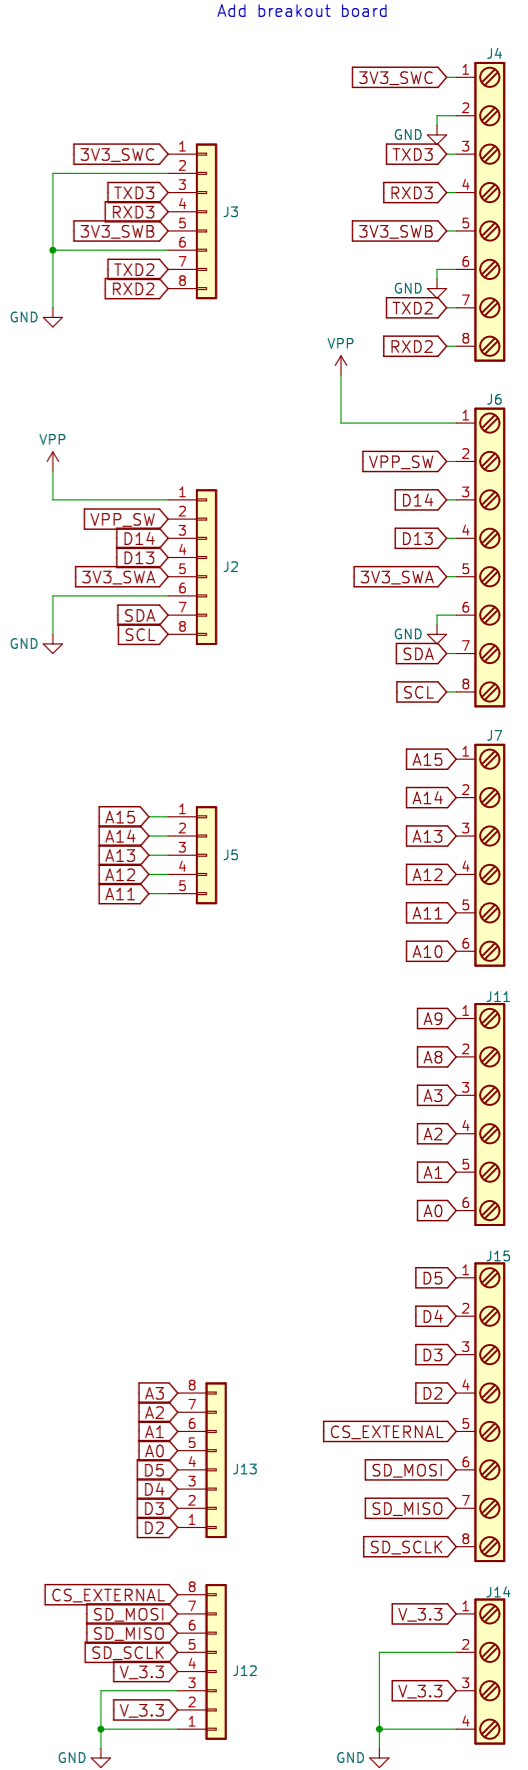 Add breakout board
J3
3V3_SWC 1
2
TXD3 3
RXD3 4
3V3_SWB 5
6
TXD2 7
RXD2 8
GND
VPP
J2
1
VPP_SW 2
D14 3
D13 4
3V3_SWA 5
6
SDA 7
SCL 8
GND
J5
A15 1
A14 2
A13 3
A12 4
A11 5
J13
A3 8
A2 7
A1 6
A0 5
D5 4
D4 3
D3 2
D2 1
J12
CS_EXTERNAL 8
SD_MOSI 7
SD_MISO 6
SD_SCLK 5
V_3.3 4
3
V_3.3 2
1
GND
J4
3V3_SWC 1
2
GND
TXD3 3
RXD3 4
3V3_SWB 5
6
GND
TXD2 7
RXD2 8
VPP
J6
1
VPP_SW 2
D14 3
D13 4
3V3_SWA 5
6
GND
SDA 7
SCL 8
J7
A15 1
A14 2
A13 3
A12 4
A11 5
A10 6
J11
A9 1
A8 2
A3 3
A2 4
A1 5
A0 6
J15
D5 1
D4 2
D3 3
D2 4
CS_EXTERNAL 5
SD_MOSI 6
SD_MISO 7
SD_SCLK 8
J14
V_3.3 1
2
V_3.3 3
4
GND